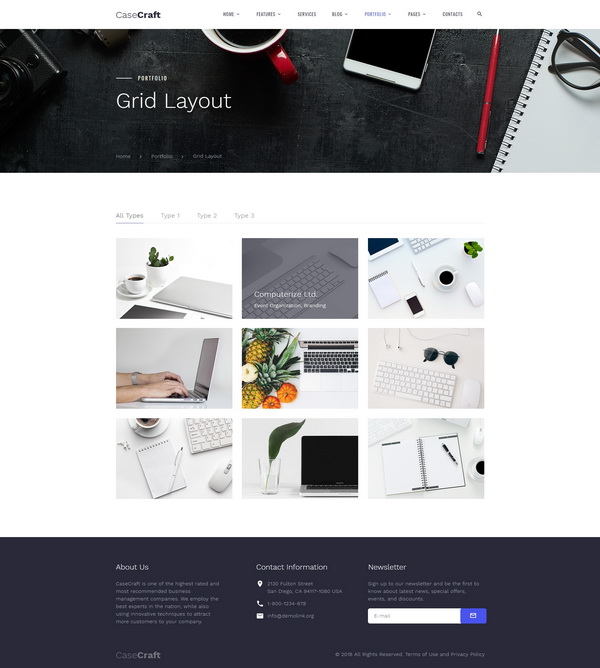 CaseCraft HOME FEATURES SERVICES BLOG PORTFOLIO PAGES CONTACTS
PORTFOLIO
Grid Layout
Home > Portfolio > Grid Layout
All Types Type 1 Type 2 Type 3
Computerize Ltd.
Event Organization, Branding
About Us
CaseCraft is one of the highest rated and
most recommended business
management companies. We employ the
best experts in the nation, while also
using innovative techniques to attract
more customers to your company.
Contact Information
2130 Fulton Street
San Diego, CA 94117-1080 USA
1-800-1234-678
info@demolink.org
Newsletter
Sign up to our newsletter and be the first to
know about latest news, special offers,
events, and discounts.
E-mail
CaseCraft
© 2018 All Rights Reserved. Terms of Use and Privacy Policy